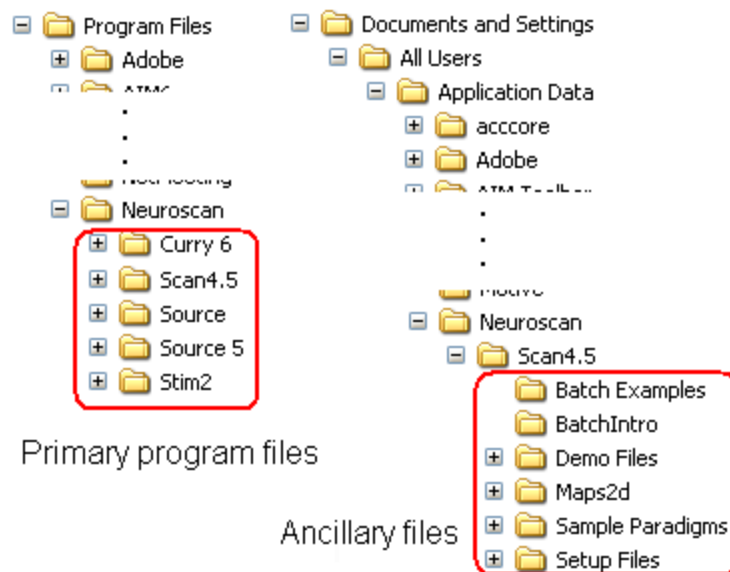 Program Files
Adobe
Neuroscan
Curry 6
Scan4.5
Source
Source 5
Stim2
Primary program files
Documents and Settings
All Users
Application Data
acccore
Adobe
Neuroscan
Scan4.5
Batch Examples
BatchIntro
Demo Files
Maps2d
Sample Paradigms
Setup Files
Ancillary files